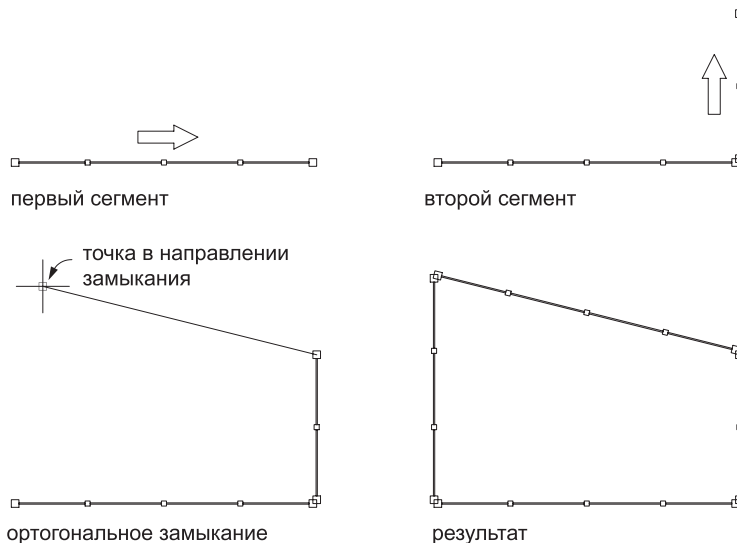 первый сегмент
второй сегмент
точка в направлении
замыкания
ортогональное замыкание
результат